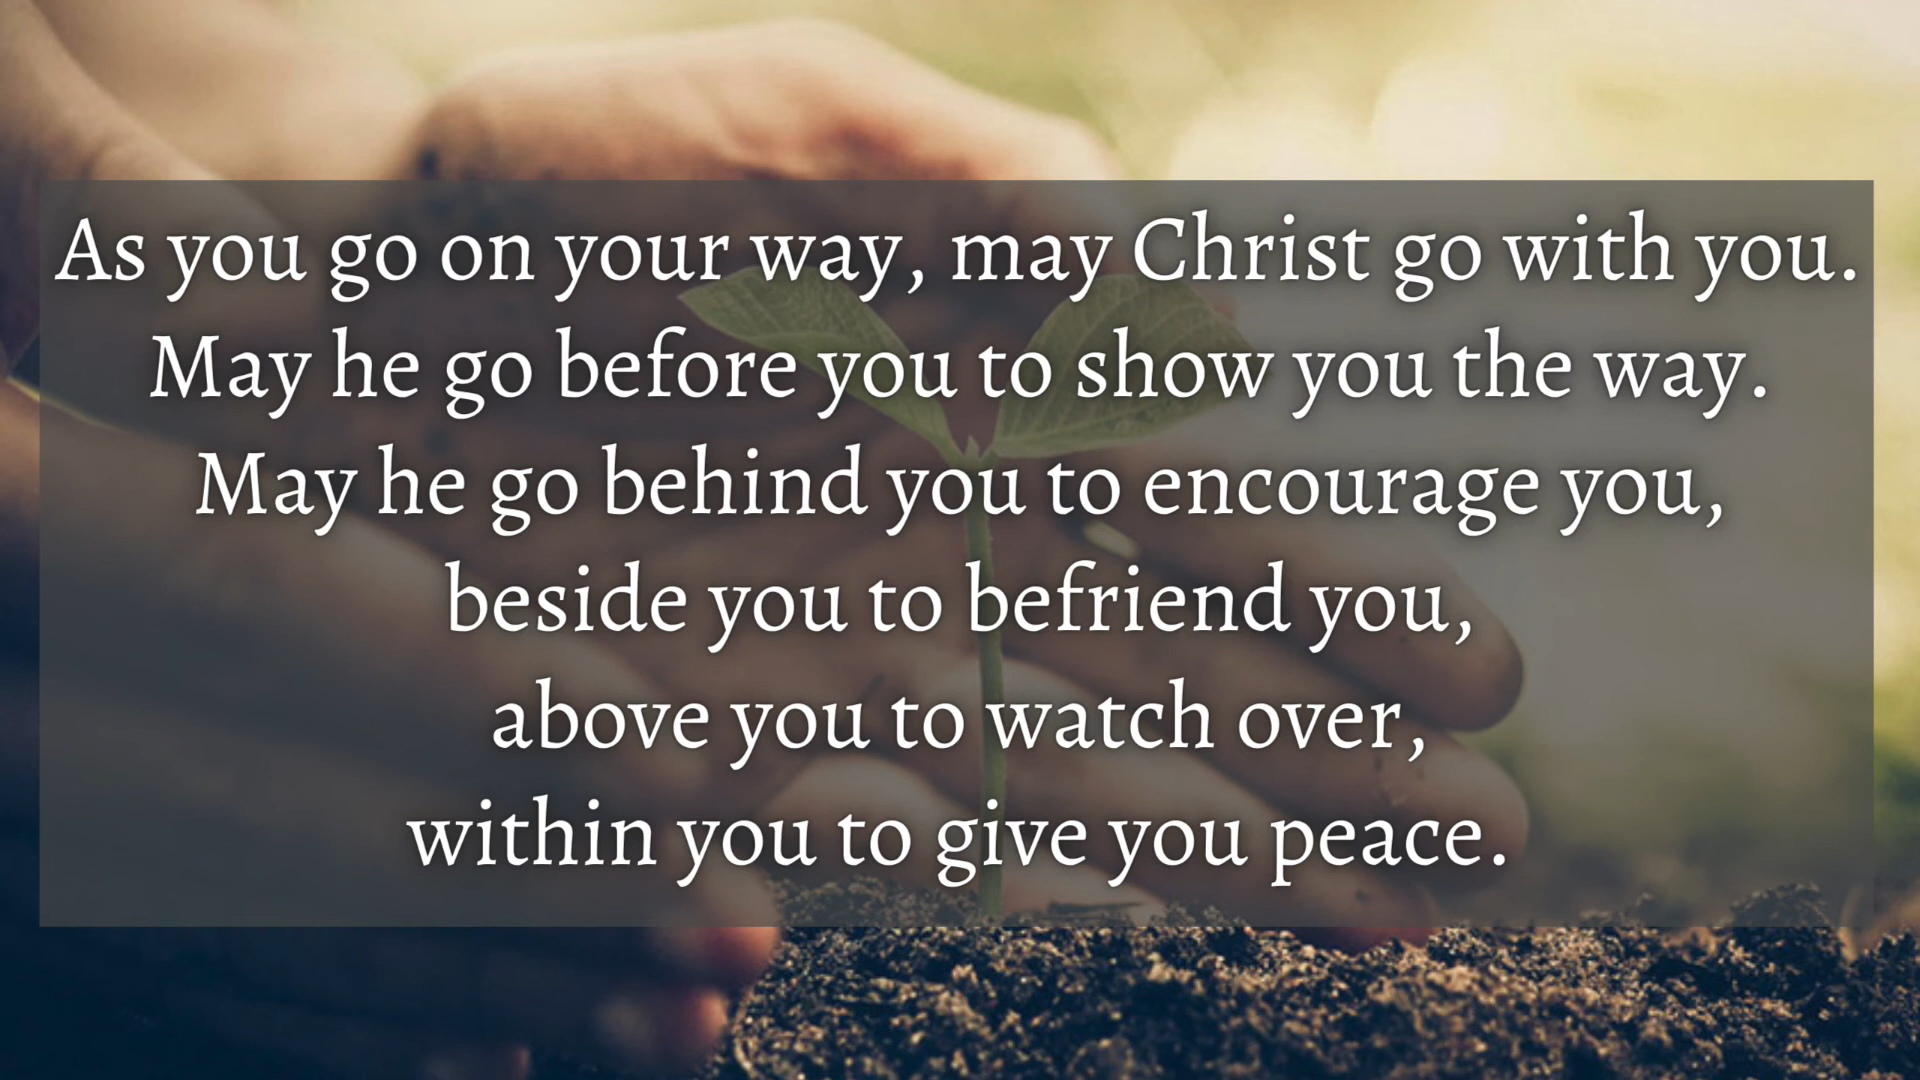 As you go on your way, may Christ go with you.
May he go before you to show you the way.
May he go behind you to encourage you,
beside you to befriend you,
above you to watch over,
within you to give you peace.